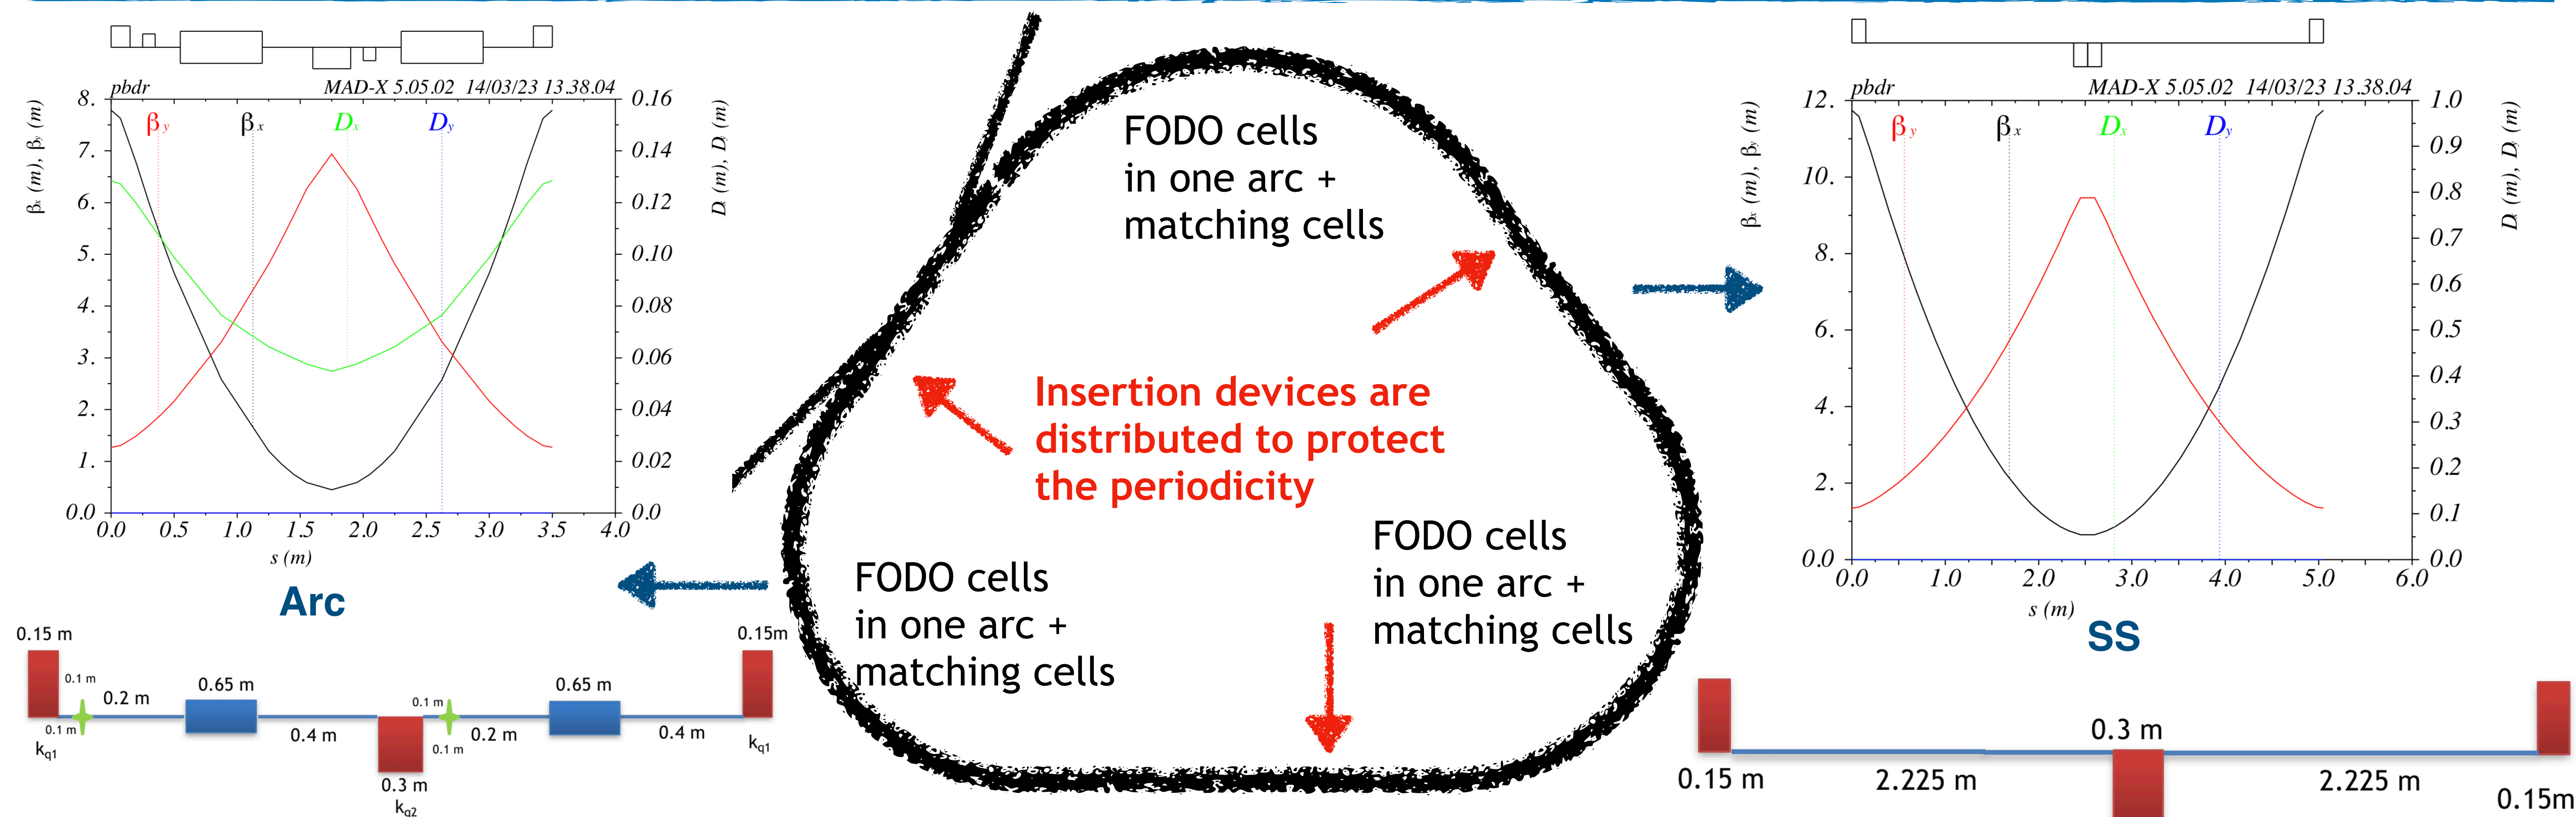 pbdr
MAD-X 5.05.02 14/03/23 13.38.04
8.
7.
6.
5.
4.
3.
2.
1.
0.0
βx (m), βy (m)
βy
βx
Dx
Dy
0.16
0.14
0.12
0.10
0.08
0.06
0.04
0.02
0.0
0.0 0.5 1.0 1.5 2.0 2.5 3.0 3.5 4.0
s (m)
Arc
0.15 m
0.1 m
0.2 m
0.65 m
0.1 m
kq1
0.4 m
0.1 m
0.3 m
kq2
0.1 m
0.2 m
0.65 m
0.4 m
0.15m
kq1
FODO cells
in one arc +
matching cells
Insertion devices are
distributed to protect
the periodicity
FODO cells
in one arc +
matching cells
FODO cells
in one arc +
matching cells
pbdr
MAD-X 5.05.02 14/03/23 13.38.04
12.
10.
8.
6.
4.
2.
0.0
βx (m), βy (m)
βy
βx
Dx
Dy
1.0
0.9
0.8
0.7
0.6
0.5
0.4
0.3
0.2
0.1
0.0
0.0 1.0 2.0 3.0 4.0 5.0 6.0
s (m)
SS
0.15 m
2.225 m
0.3 m
2.225 m
0.15m